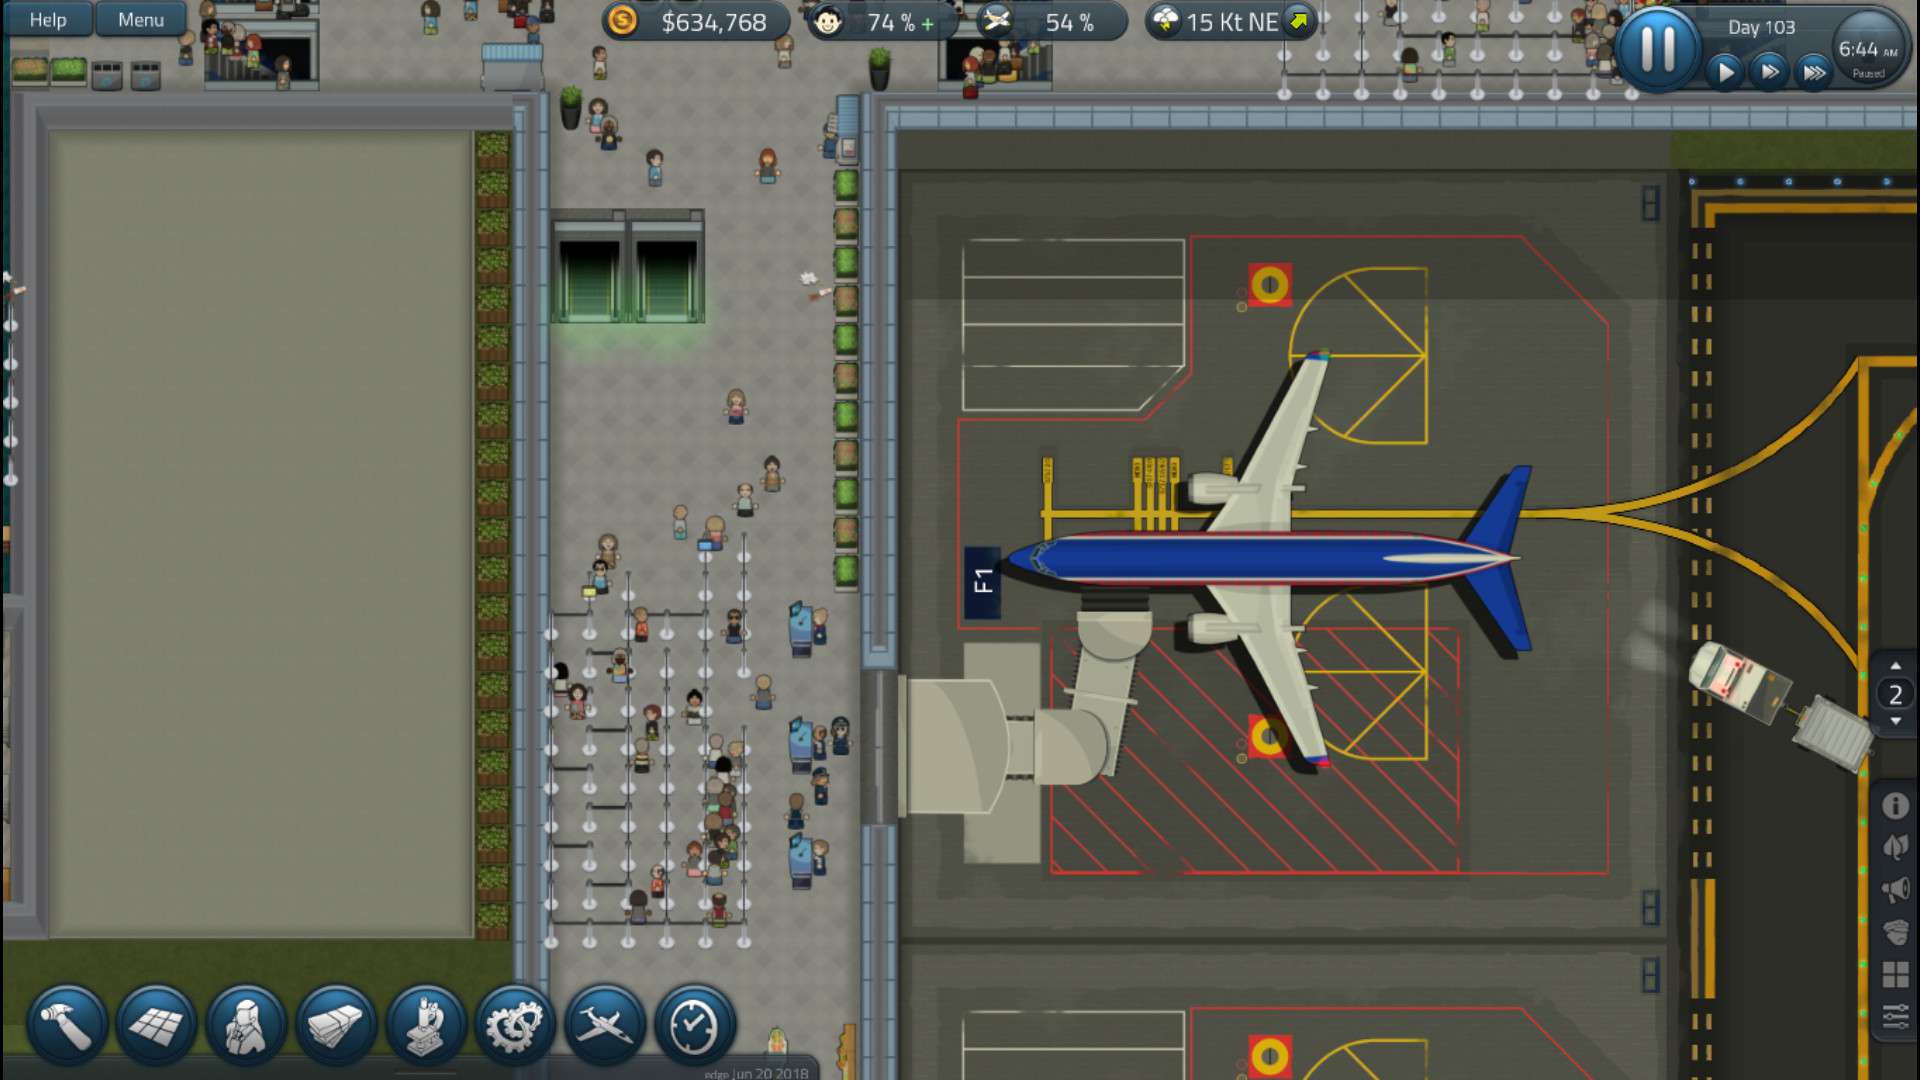 Help
Menu
$634,768
74 % +
54 %
15 Kt NE
Day 103
6:44 AM
Paused
F1
2
edge Jun 20 2018